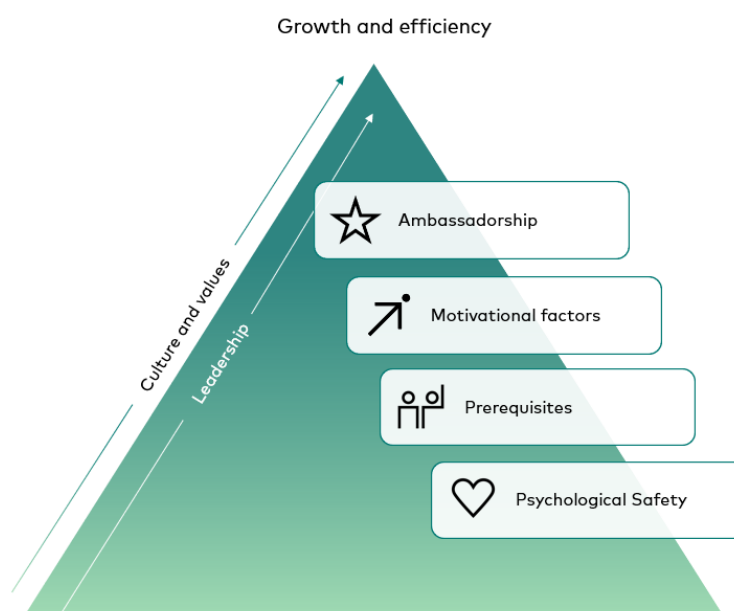 Growth and efficiency
Culture and values
Leadership
Ambassadorship
Motivational factors
Prerequisites
Psychological Safety